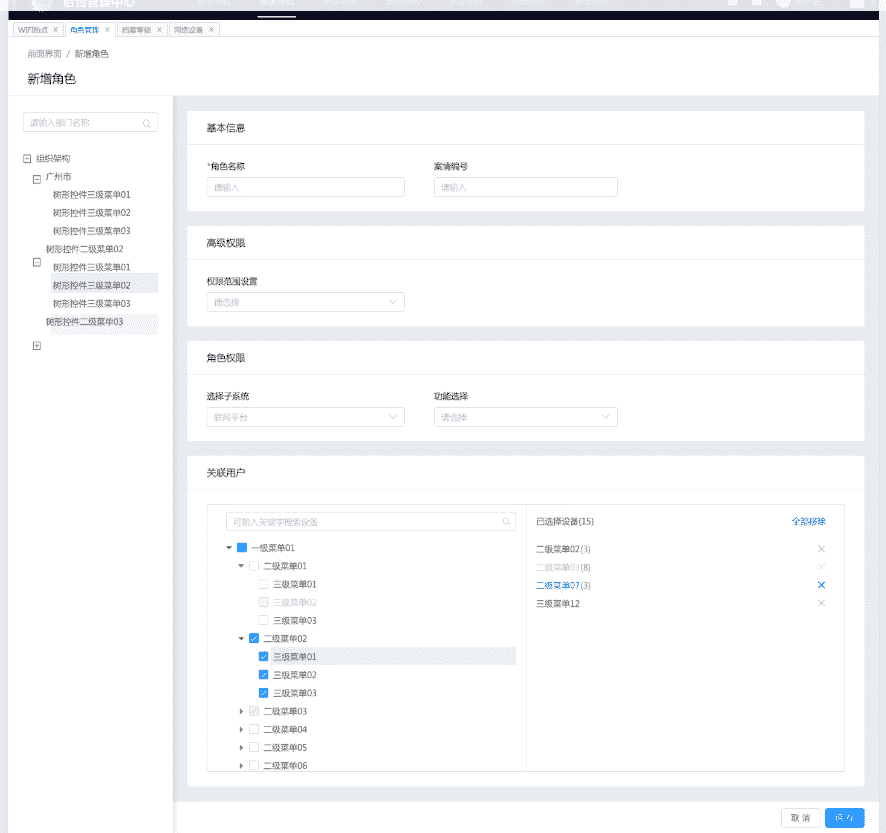 后台管理中心
WIFI热点 × 角色管理 × 档案审核 × 网络设备 ×
前面界面 / 新增角色
新增角色
请输入部门名称
组织架构
广州市
树形控件三级菜单01
树形控件三级菜单02
树形控件三级菜单03
树形控件二级菜单02
树形控件三级菜单01
树形控件三级菜单02
树形控件三级菜单03
树形控件二级菜单03
基本信息
*角色名称 案情编号
请输入 请输入
高级权限
权限范围设置
请选择
角色权限
选择子系统 功能选择
联网平台 请选择
关联用户
可输入关键字搜索设备
一级菜单01
二级菜单01
三级菜单01
三级菜单02
三级菜单03
二级菜单02
三级菜单01
三级菜单02
三级菜单03
二级菜单03
二级菜单04
二级菜单05
二级菜单06
已选择设备(15) 全部移除
二级菜单02(3)
二级菜单03(8)
二级菜单07(3)
三级菜单12
取 消